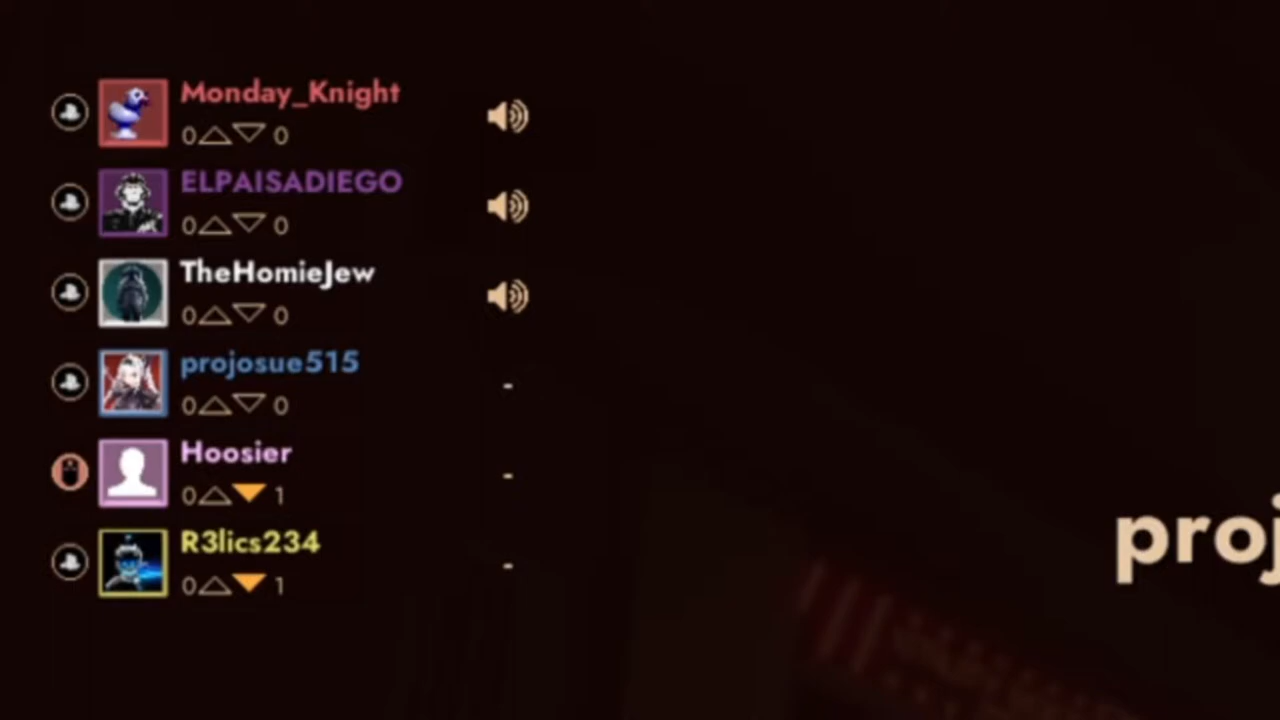 Monday_Knight
0 0
ELPAISADIEGO
0 0
TheHomieJew
0 0
projosue515
0 0
-
Hoosier
0 1
-
R3lics234
0 1
-
proj